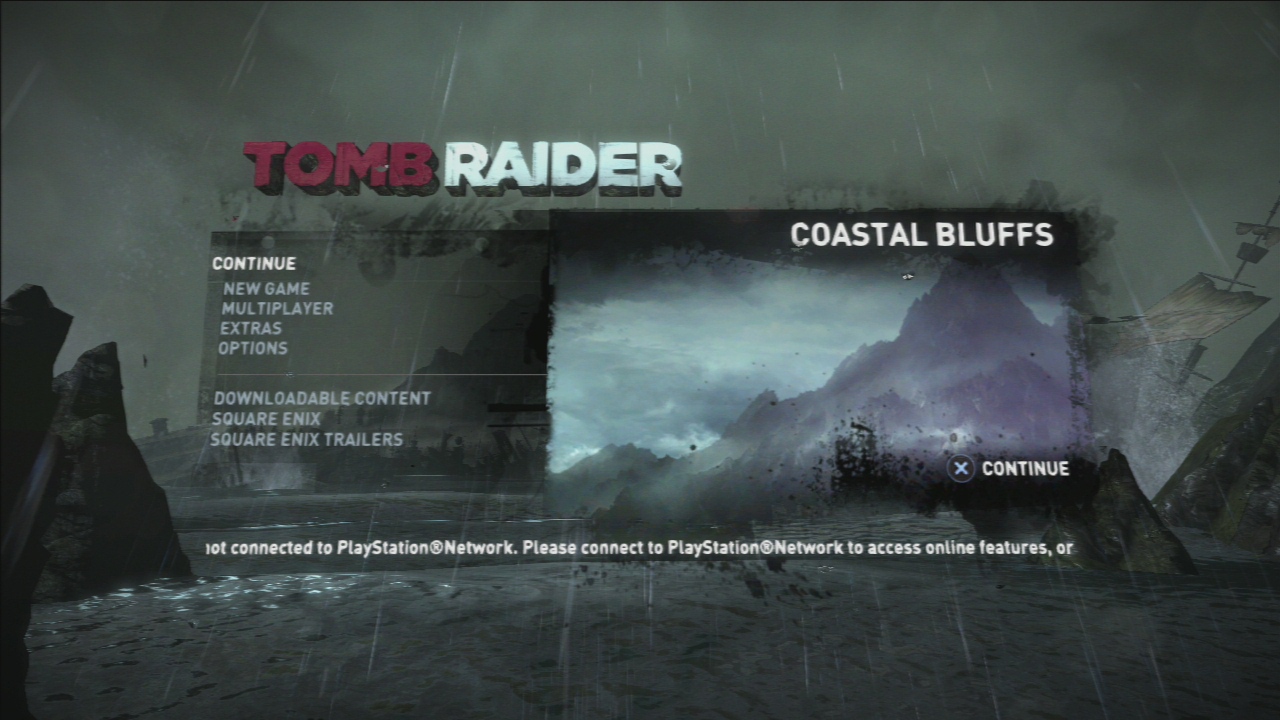 TOMB RAIDER
COASTAL BLUFFS
CONTINUE
NEW GAME
MULTIPLAYER
EXTRAS
OPTIONS
DOWNLOADABLE CONTENT
SQUARE ENIX
SQUARE ENIX TRAILERS
CONTINUE
not connected to PlayStation®Network. Please connect to PlayStation®Network to access online features, or